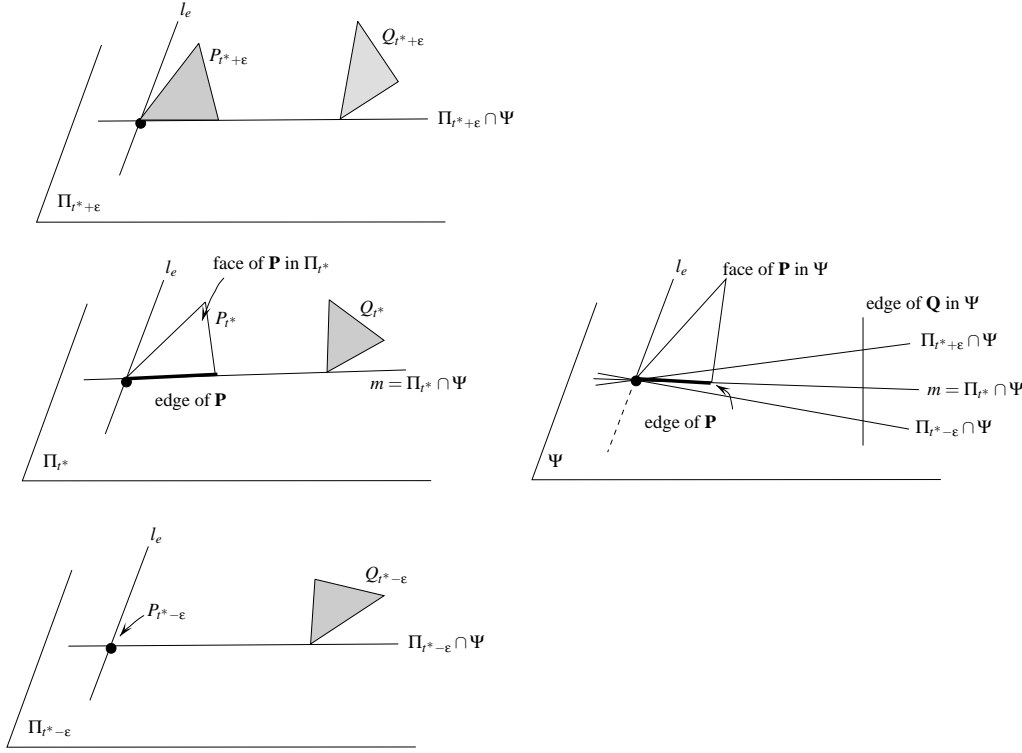 l_e
P_{t*+ε}
Q_{t*+ε}
Π_{t*+ε} ∩ Ψ
Π_{t*+ε}
face of P in Π_{t*}
l_e
P_{t*}
Q_{t*}
m = Π_{t*} ∩ Ψ
edge of P
Π_{t*}
l_e
face of P in Ψ
edge of Q in Ψ
Π_{t*+ε} ∩ Ψ
m = Π_{t*} ∩ Ψ
edge of P
Π_{t*−ε} ∩ Ψ
Ψ
l_e
P_{t*−ε}
Q_{t*−ε}
Π_{t*−ε} ∩ Ψ
Π_{t*−ε}